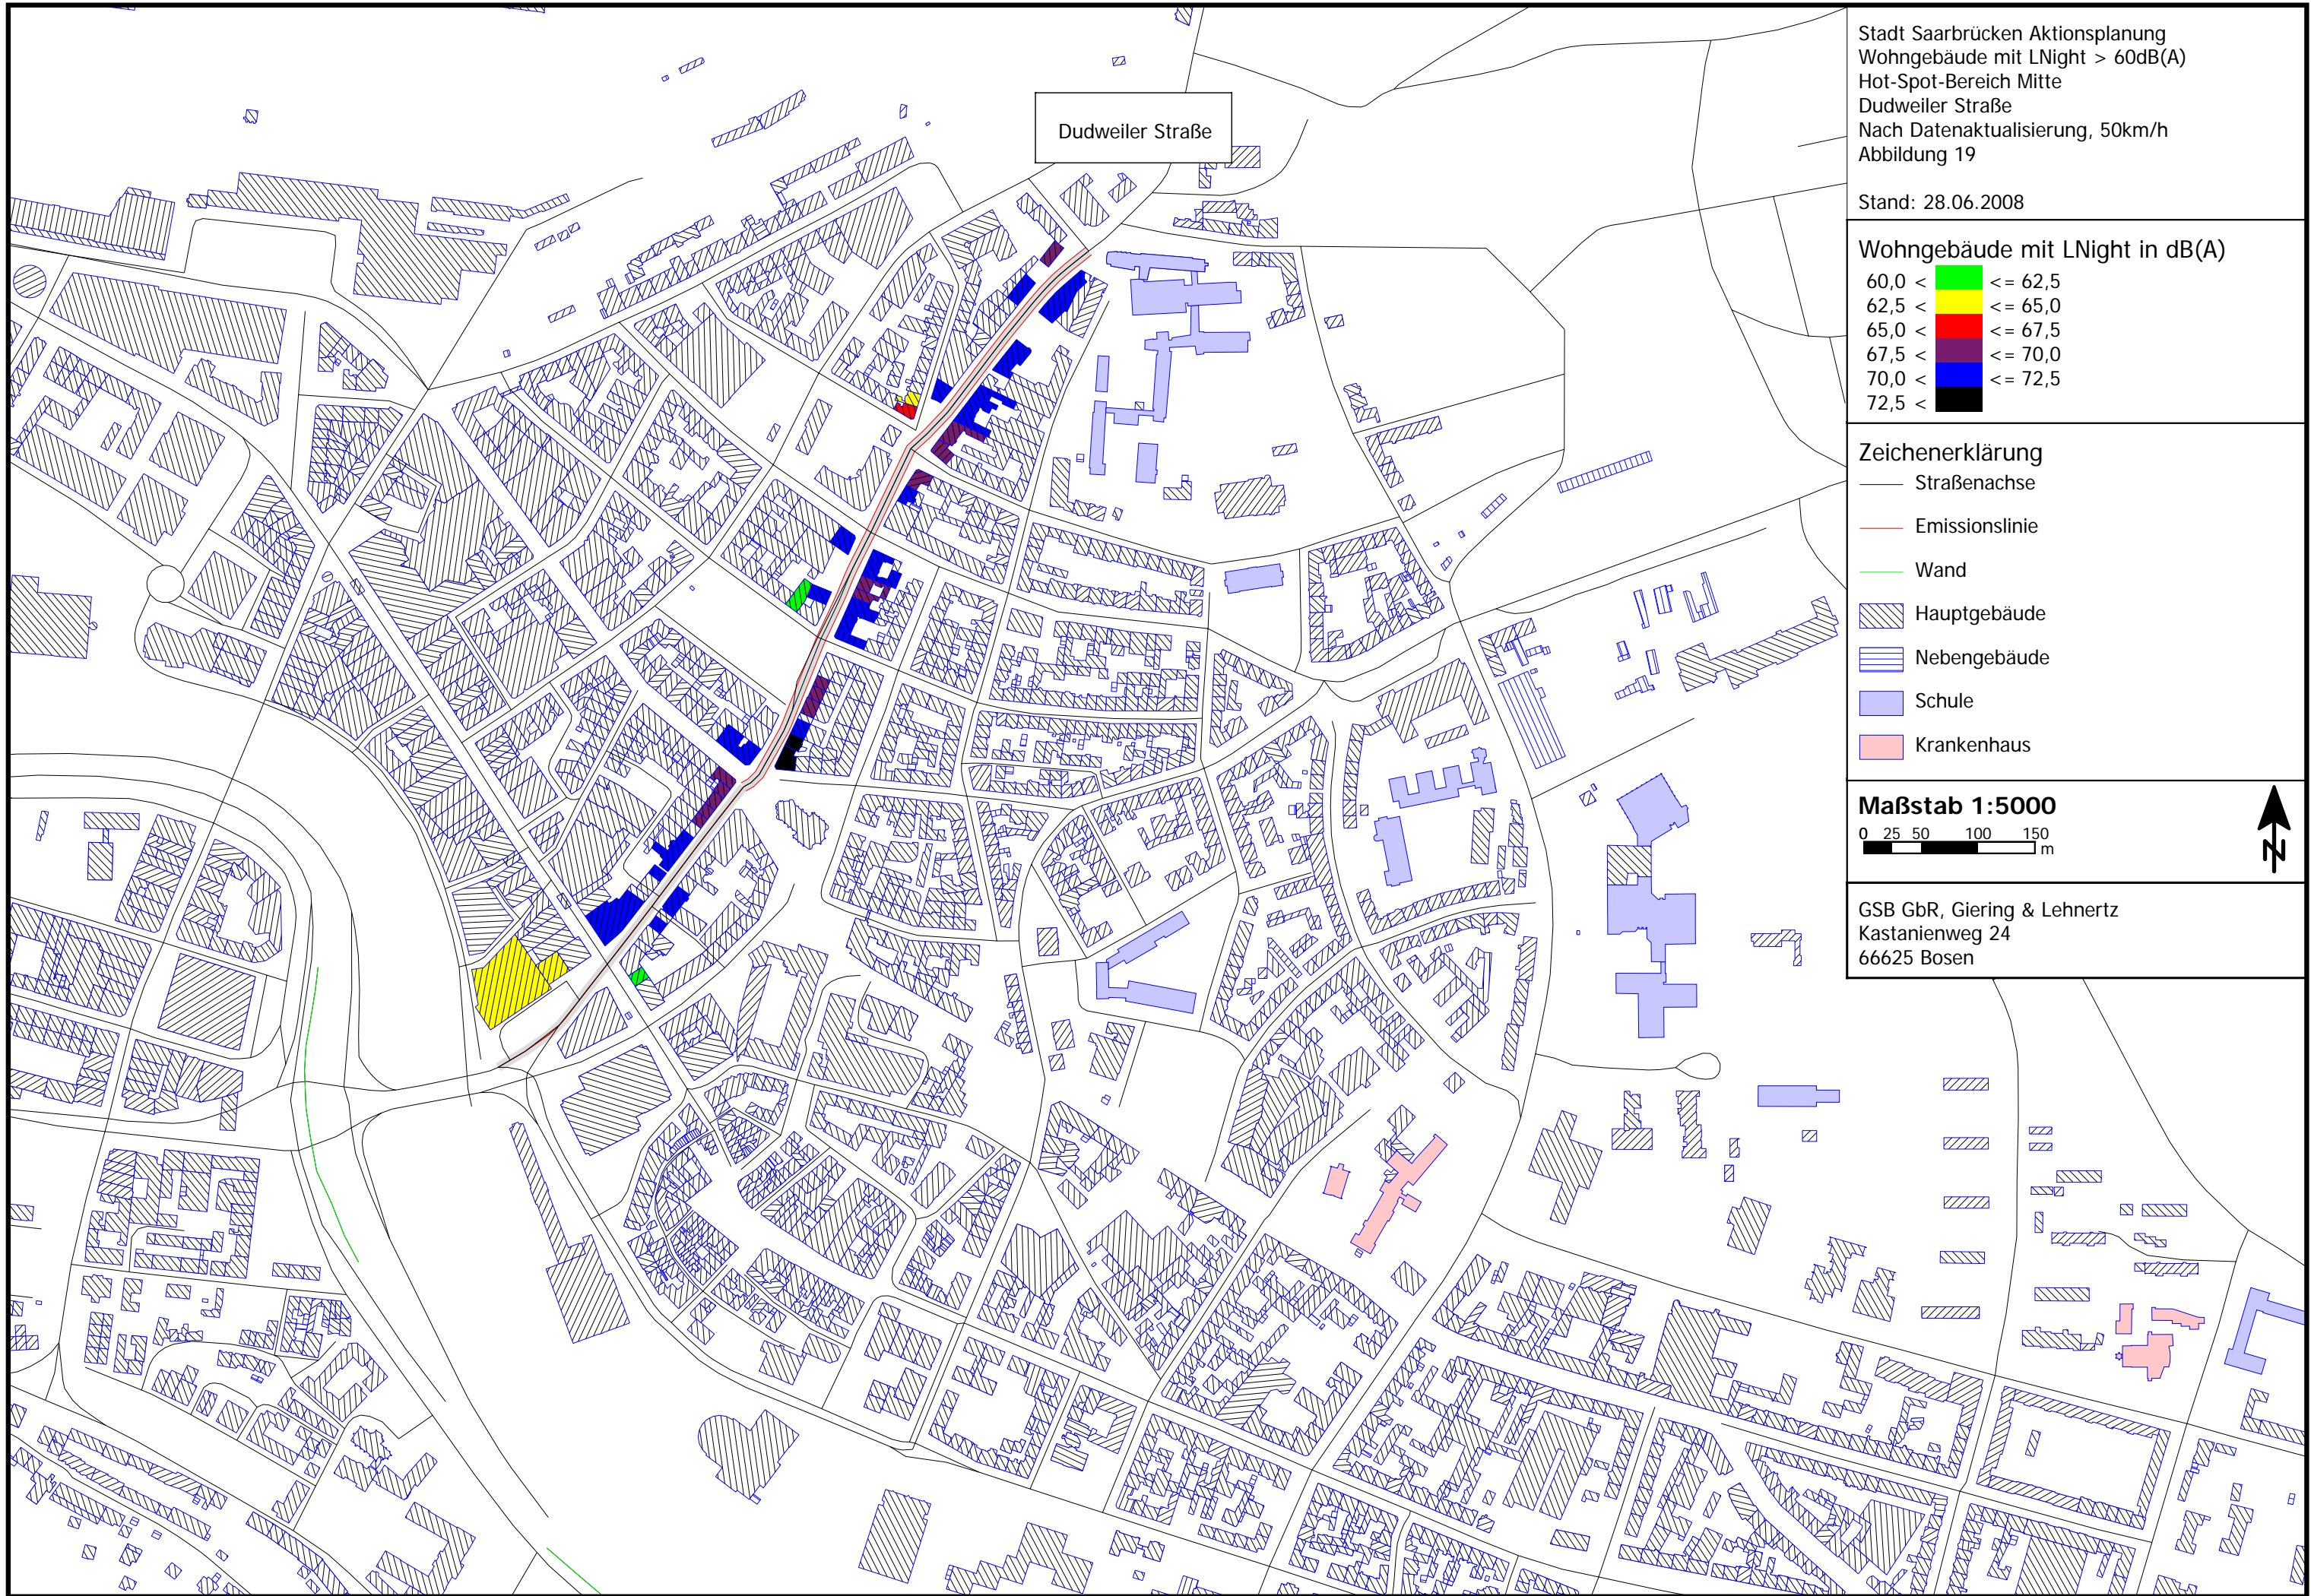 Dudweiler Straße
Stadt Saarbrücken Aktionsplanung
Wohngebäude mit LNight > 60dB(A)
Hot-Spot-Bereich Mitte
Dudweiler Straße
Nach Datenaktualisierung, 50km/h
Abbildung 19
Stand: 28.06.2008
Wohngebäude mit LNight in dB(A)
60,0 < <= 62,5
62,5 < <= 65,0
65,0 < <= 67,5
67,5 < <= 70,0
70,0 < <= 72,5
72,5 <
Zeichenerklärung
Straßenachse
Emissionslinie
Wand
Hauptgebäude
Nebengebäude
Schule
Krankenhaus
Maßstab 1:5000
0 25 50 100 150
m
N
GSB GbR, Giering & Lehnertz
Kastanienweg 24
66625 Bosen